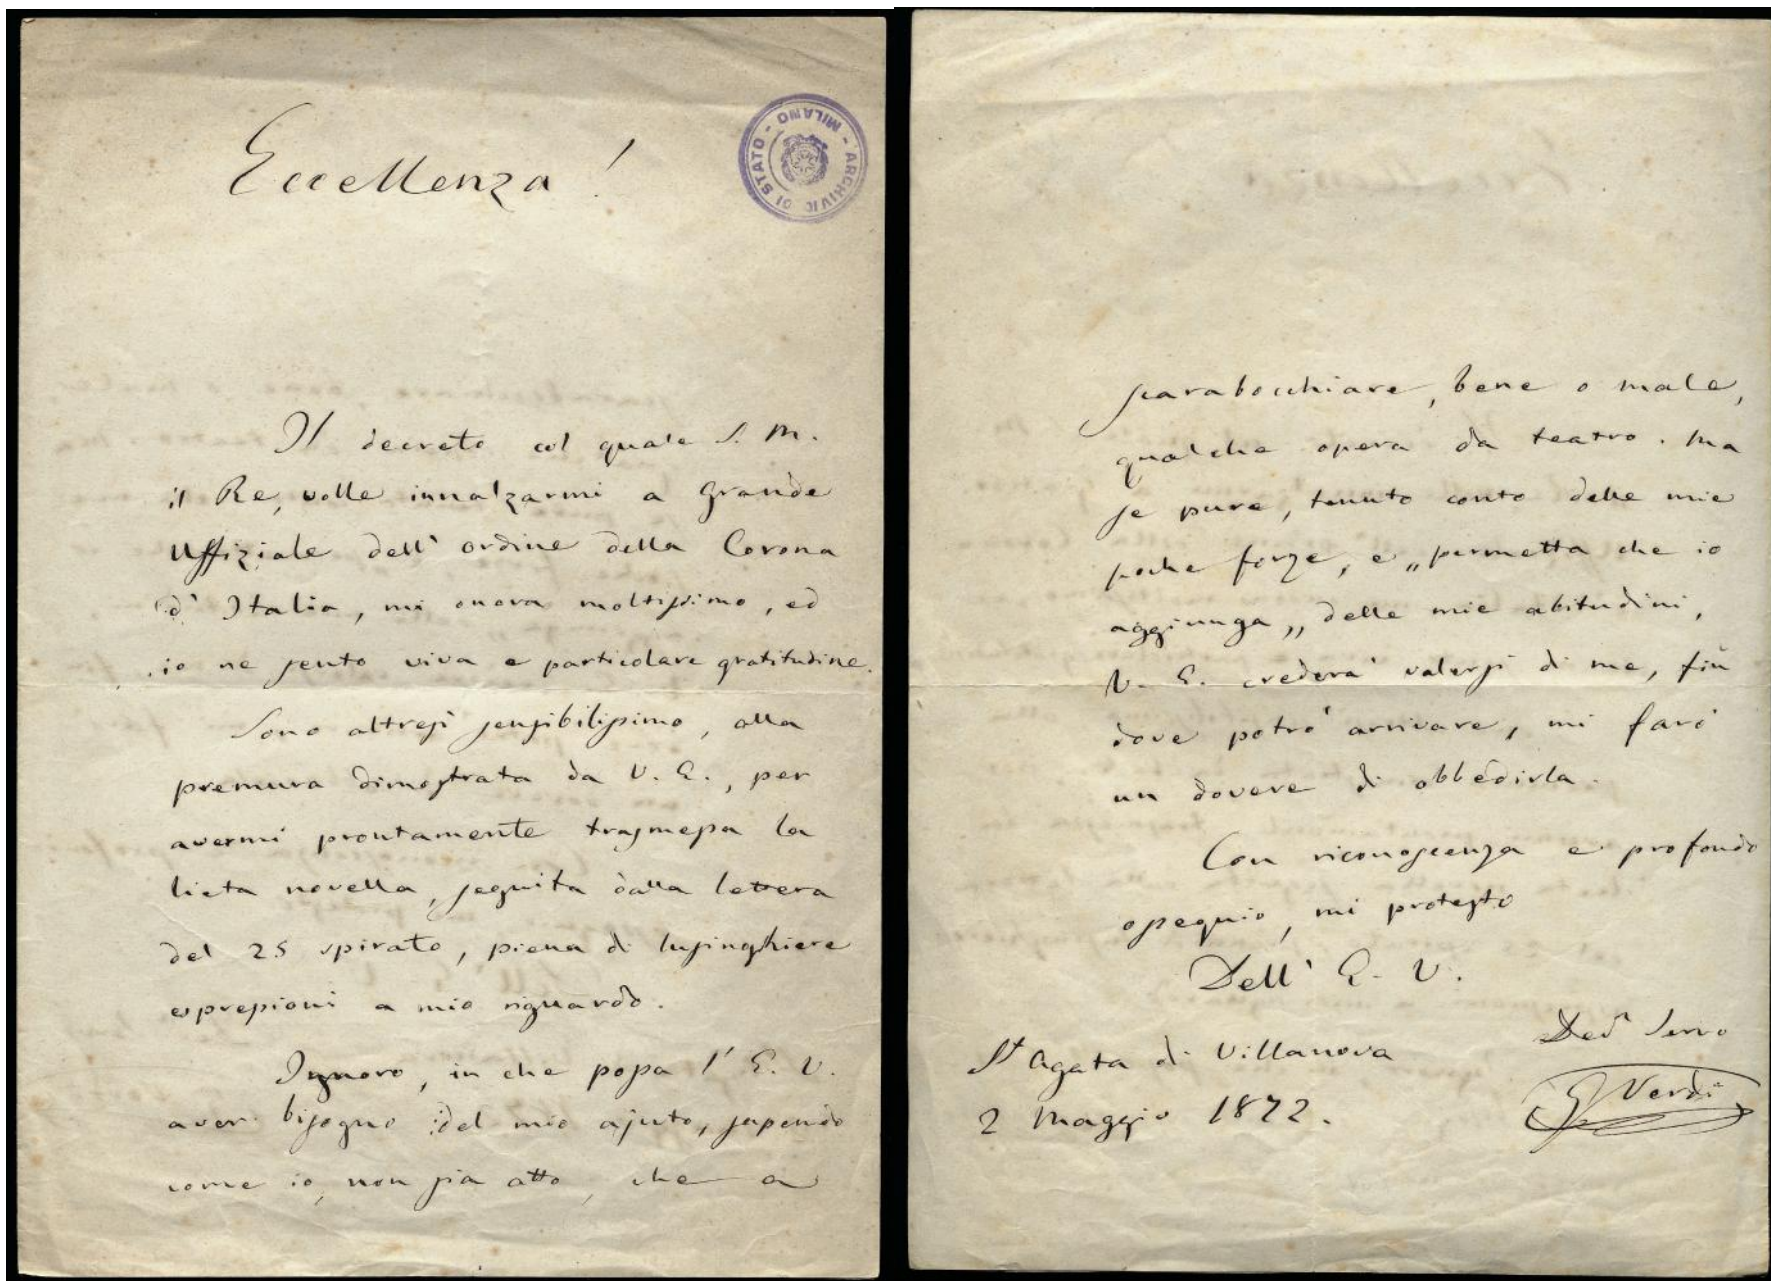 Eccellenza!
ARCHIVIO DI STATO - MILANO -
Il decreto col quale S. M.
il Re, volle innalzarmi a Grande
Uffiziale dell' ordine della Corona
d' Italia, mi onora moltissimo, ed
io ne sento viva e particolare gratitudine.
Sono altresì sensibilissimo, alla
premura dimostrata da V. E., per
avermi prontamente trasmessa la
lieta novella, seguita dalla lettera
del 25 spirato, piena di lusinghiere
espressioni a mio riguardo.
Ignoro, in che possa l' E. V.
aver bisogno del mio ajuto, sapendo
come io, non sia atto, che a
scarabocchiare, bene o male,
qualche opera da teatro. Ma
se pure, tenuto conto delle mie
poche forze, e „permetta che io
aggiunga„ delle mie abitudini,
V. E. crederà valersi di me, fin
dove potrò arrivare, mi farò
un dovere di obbedirla.
Con riconoscenza e profondo
ossequio, mi protesto
Dell' E. V.
Dev. Servo
G Verdi
St Agata di Villanova
2 Maggio 1872.